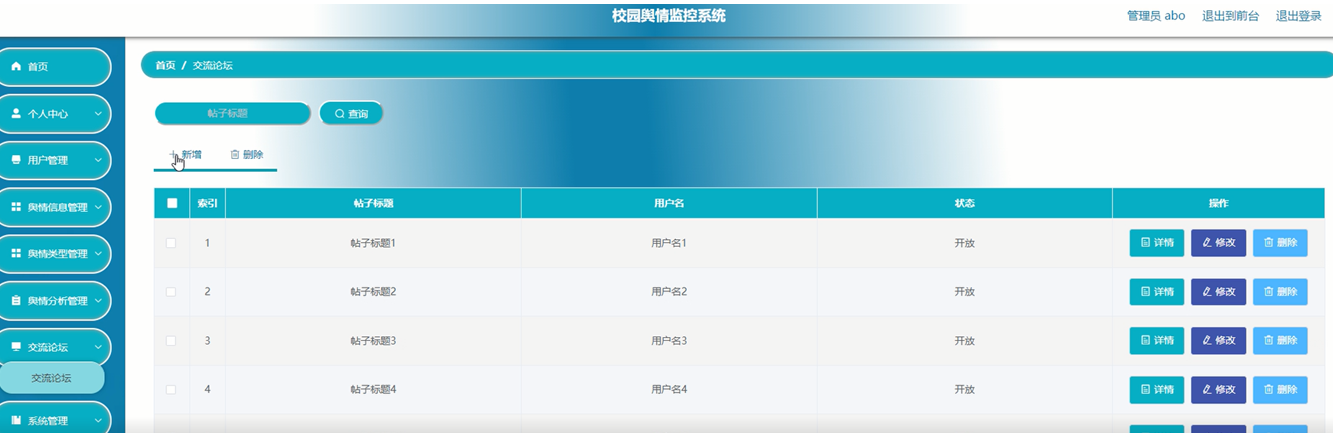 校园舆情监控系统
管理员 abo 退出到前台 退出登录
首页
个人中心
用户管理
舆情信息管理
舆情类型管理
舆情分析管理
交流论坛
交流论坛
系统管理
首页 / 交流论坛
帖子标题 查询
新增 删除
索引 帖子标题 用户名 状态 操作
1 帖子标题1 用户名1 开放 详情 修改 删除
2 帖子标题2 用户名2 开放 详情 修改 删除
3 帖子标题3 用户名3 开放 详情 修改 删除
4 帖子标题4 用户名4 开放 详情 修改 删除